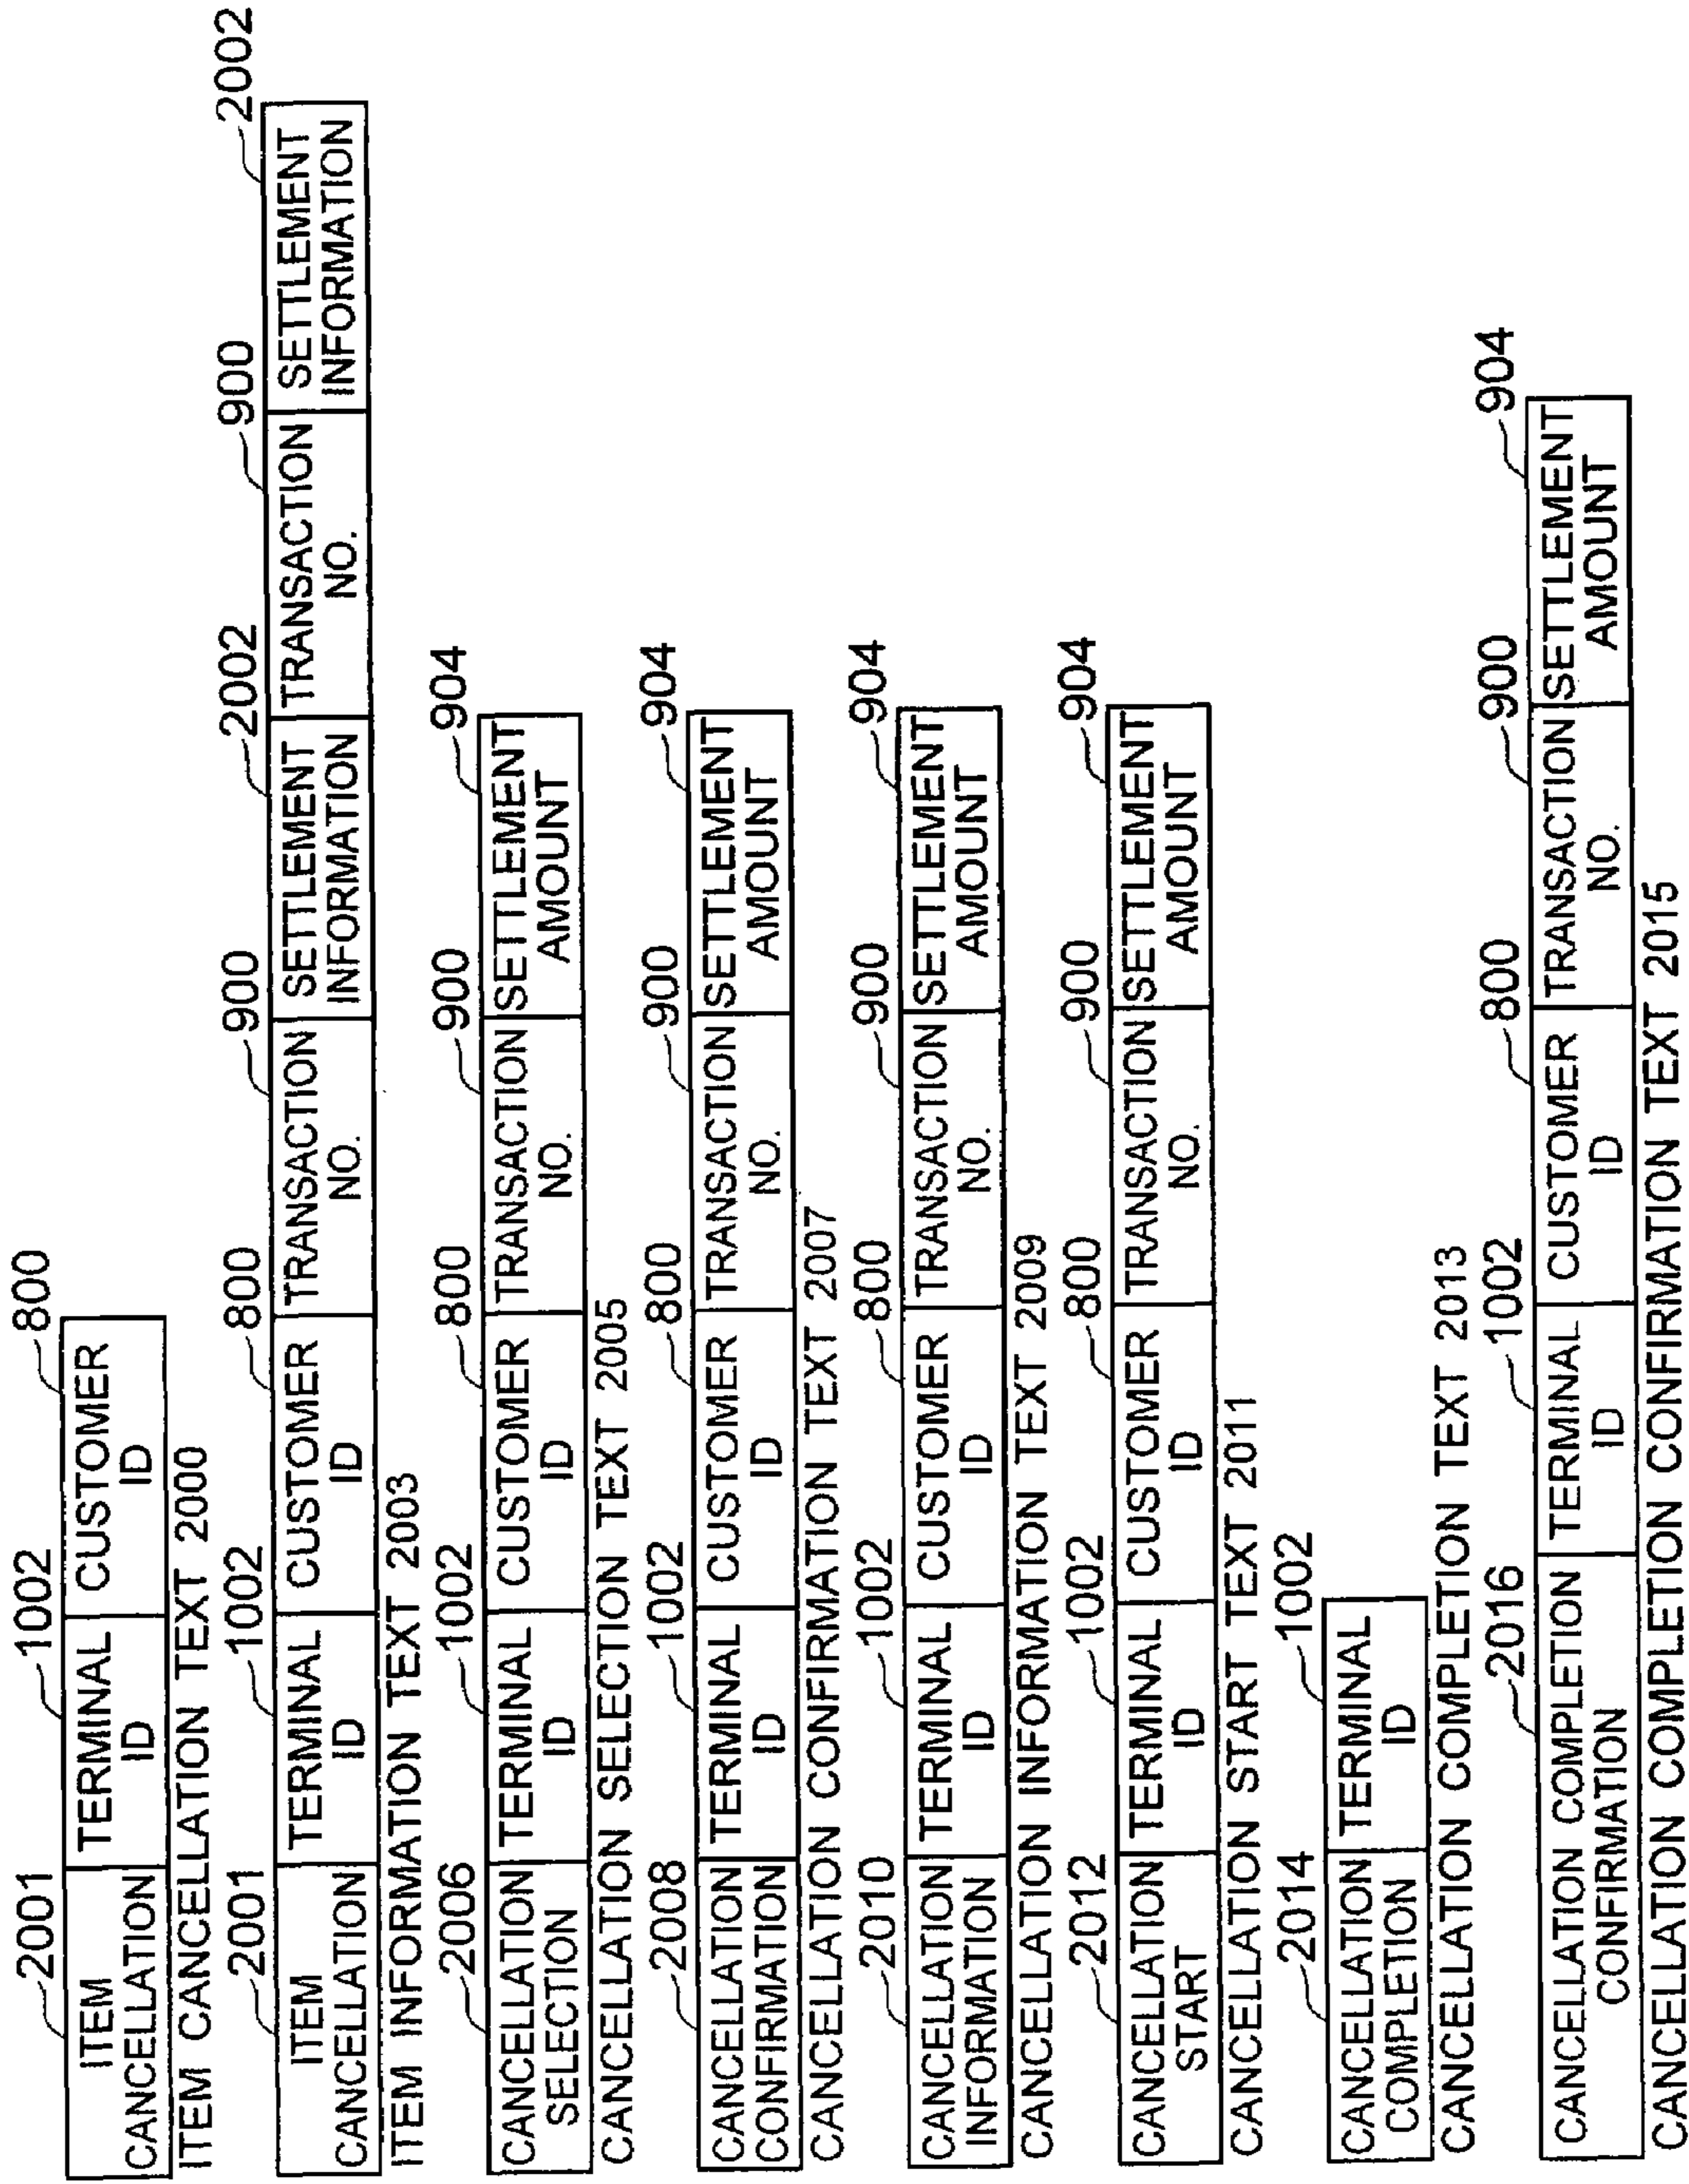 2001 1002 800
ITEM CANCELLATION TERMINAL ID CUSTOMER ID
ITEM CANCELLATION TEXT 2000
2001 1002 800 900 2002 900 2002
ITEM CANCELLATION TERMINAL ID CUSTOMER ID TRANSACTION NO. SETTLEMENT INFORMATION TRANSACTION NO. SETTLEMENT INFORMATION
ITEM INFORMATION TEXT 2003
2006 1002 800 900 904
CANCELLATION SELECTION TERMINAL ID CUSTOMER ID TRANSACTION NO. SETTLEMENT AMOUNT
CANCELLATION SELECTION TEXT 2005
2008 1002 800 900 904
CANCELLATION CONFIRMATION TERMINAL ID CUSTOMER ID TRANSACTION NO. SETTLEMENT AMOUNT
CANCELLATION CONFIRMATION TEXT 2007
2010 1002 800 900 904
CANCELLATION INFORMATION TERMINAL ID CUSTOMER ID TRANSACTION NO. SETTLEMENT AMOUNT
CANCELLATION INFORMATION TEXT 2009
2012 1002 800 900 904
CANCELLATION START TERMINAL ID CUSTOMER ID TRANSACTION NO. SETTLEMENT AMOUNT
CANCELLATION START TEXT 2011
2014 1002
CANCELLATION COMPLETION TERMINAL ID
CANCELLATION COMPLETION TEXT 2013
2016 1002 800 900 904
CANCELLATION COMPLETION CONFIRMATION TERMINAL ID CUSTOMER ID TRANSACTION NO. SETTLEMENT AMOUNT
CANCELLATION COMPLETION CONFIRMATION TEXT 2015